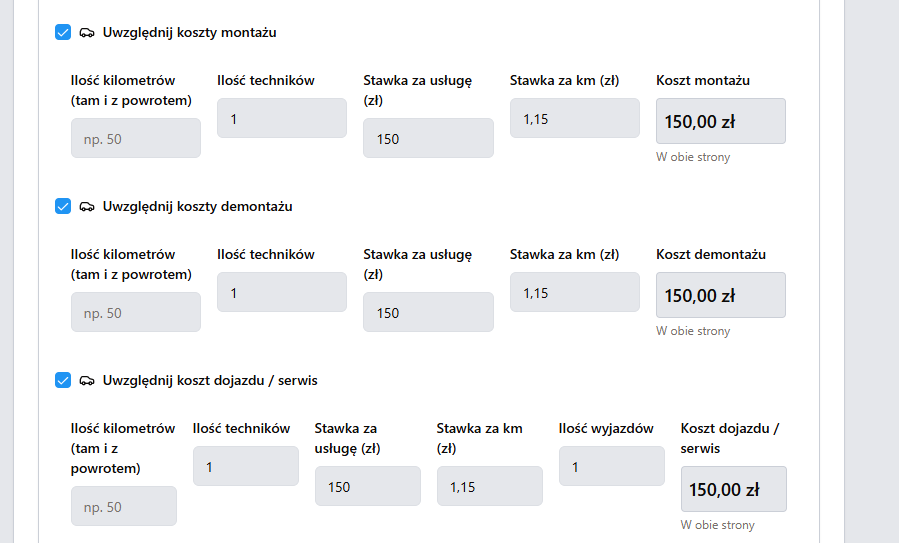 Uwzględnij koszty montażu
Ilość kilometrów
(tam i z powrotem)
np. 50
Ilość techników
1
Stawka za usługę
(zł)
150
Stawka za km (zł)
1,15
Koszt montażu
150,00 zł
W obie strony
Uwzględnij koszty demontażu
Ilość kilometrów
(tam i z powrotem)
np. 50
Ilość techników
1
Stawka za usługę
(zł)
150
Stawka za km (zł)
1,15
Koszt demontażu
150,00 zł
W obie strony
Uwzględnij koszt dojazdu / serwis
Ilość kilometrów
(tam i z
powrotem)
np. 50
Ilość techników
1
Stawka za
usługę (zł)
150
Stawka za km
(zł)
1,15
Ilość wyjazdów
1
Koszt dojazdu /
serwis
150,00 zł
W obie strony